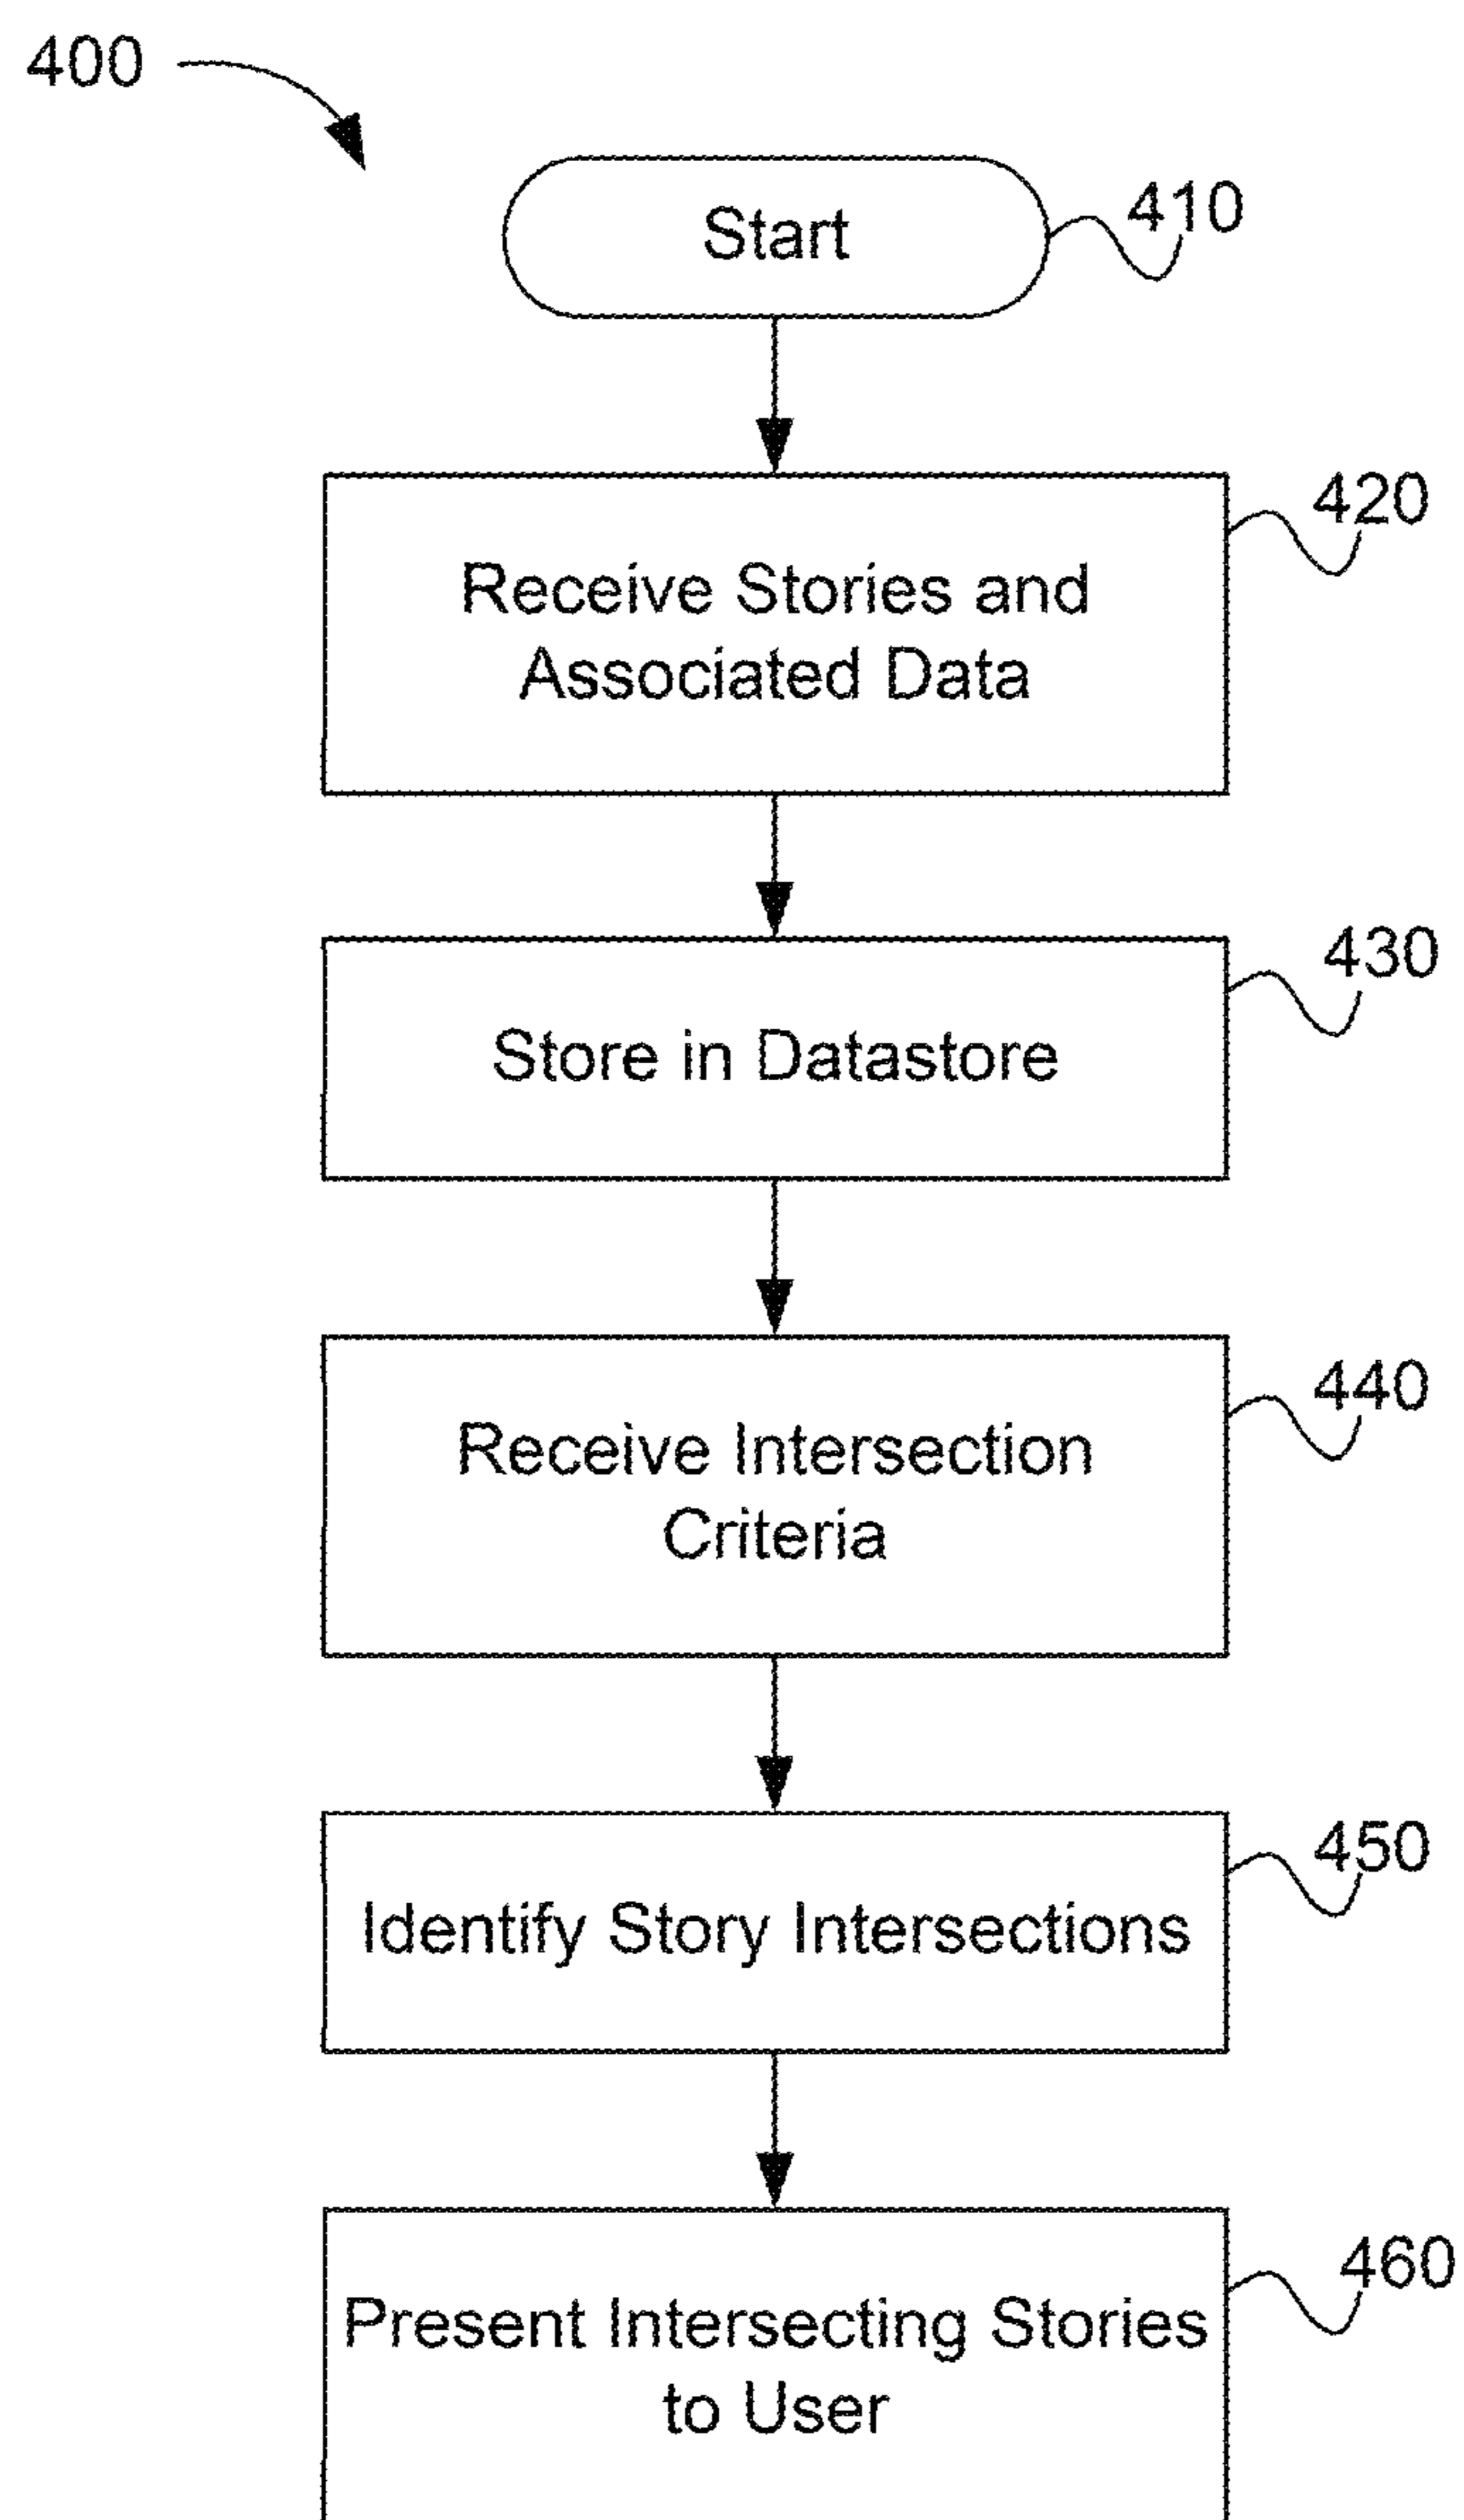 400
Start
410
Receive Stories and
Associated Data
420
Store in Datastore
430
Receive Intersection
Criteria
440
Identify Story Intersections
450
Present Intersecting Stories
to User
460